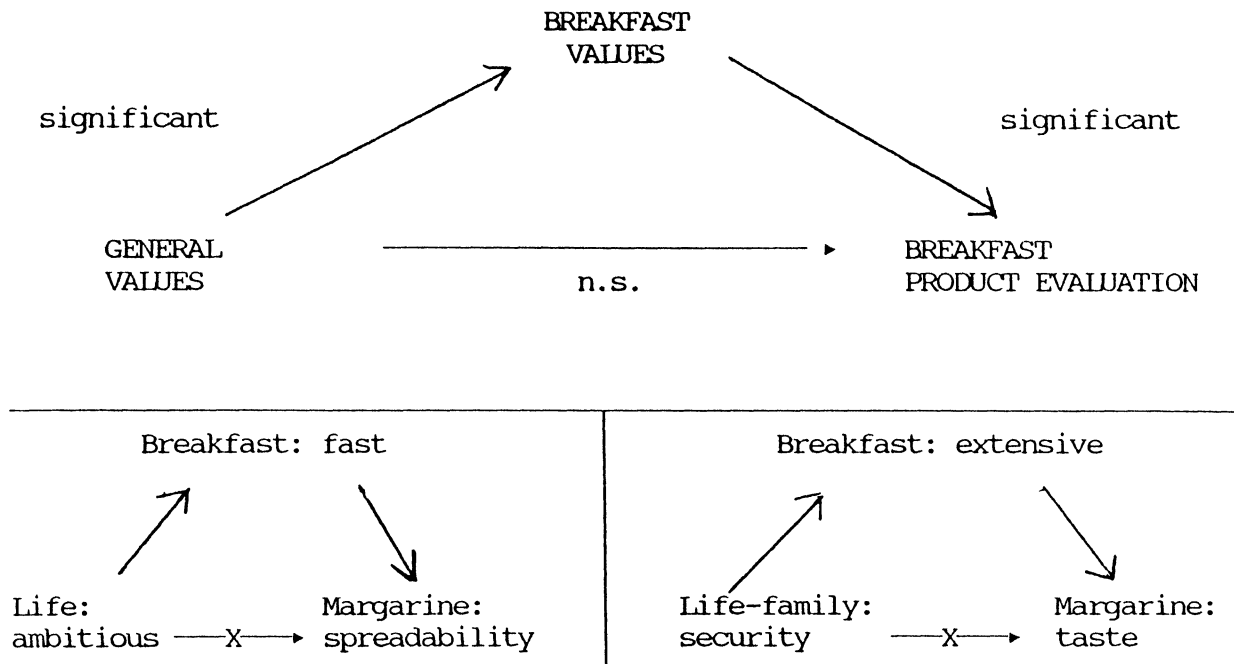 BREAKFAST
VALUES
significant
significant
GENERAL
VALUES
n.s.
BREAKFAST
PRODUCT EVALUATION
Breakfast: fast
Life:
ambitious
X
Margarine:
spreadability
Breakfast: extensive
Life-family:
security
X
Margarine:
taste